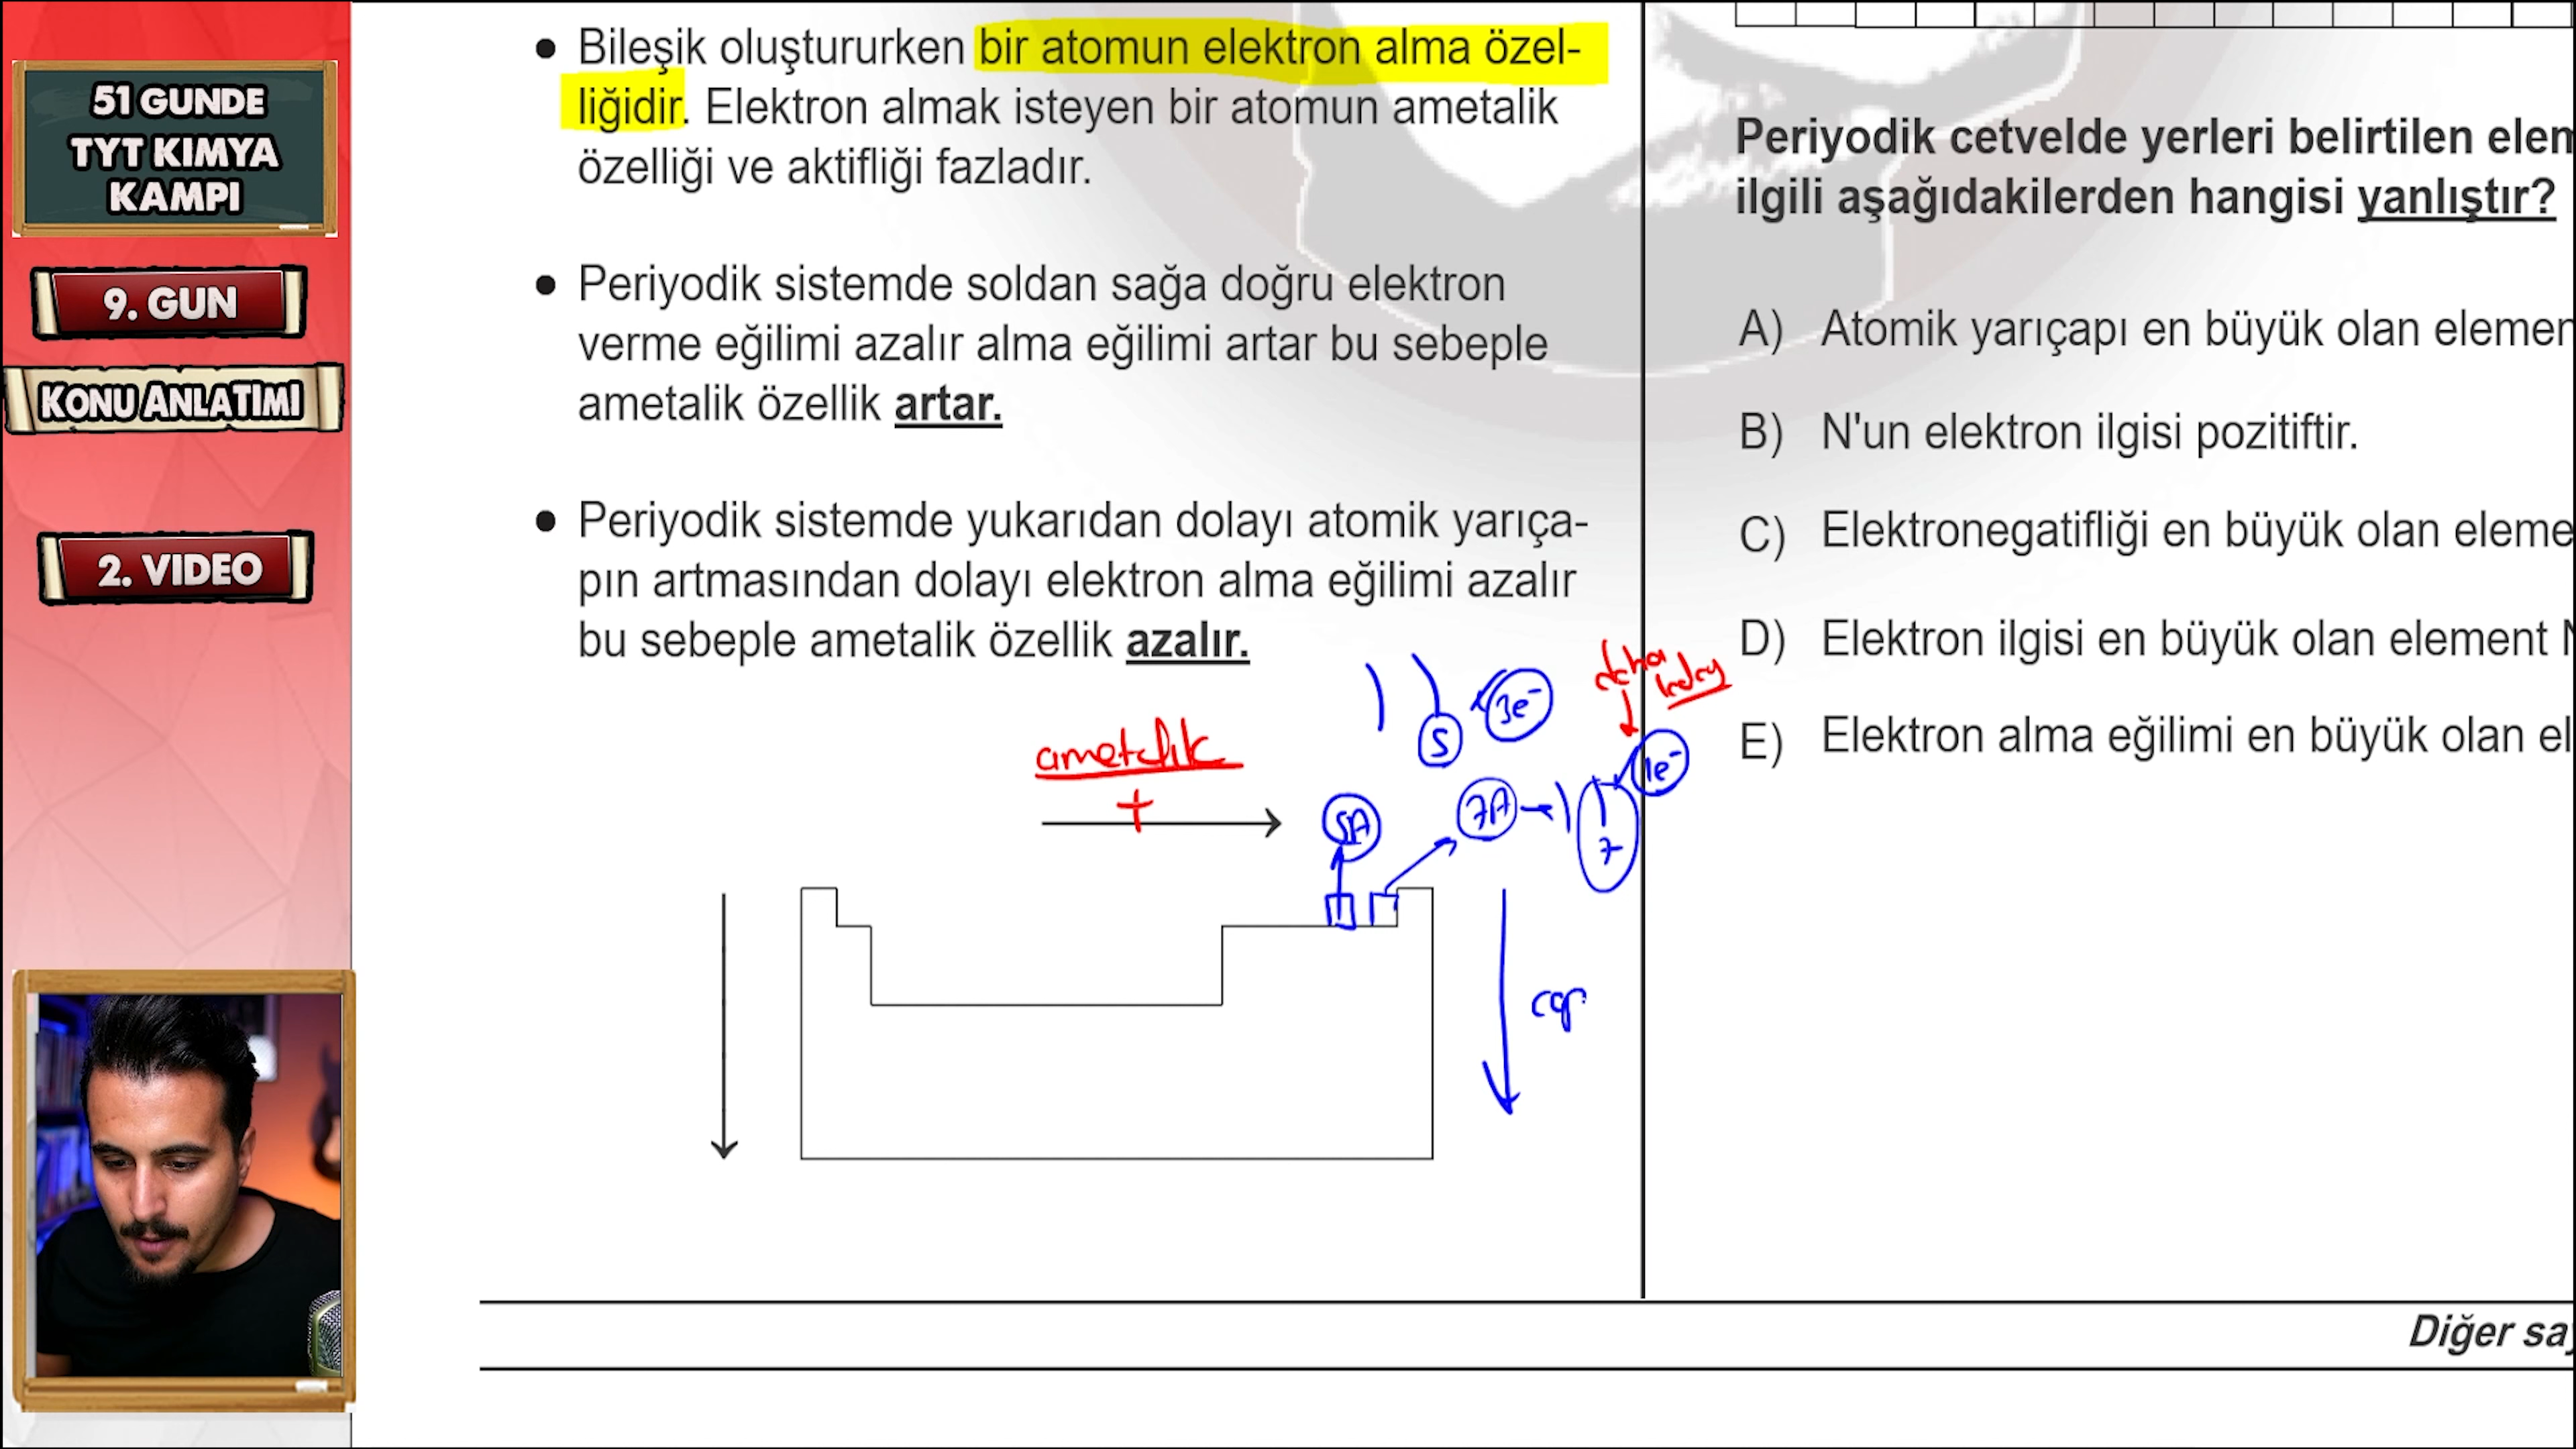 51 GUNDE
TYT KIMYA
KAMPI
9. GUN
KONU ANLATIMI
2. VIDEO
• Bileşik oluştururken bir atomun elektron alma özel-
liğidir. Elektron almak isteyen bir atomun ametalik
özelliği ve aktifliği fazladır.
• Periyodik sistemde soldan sağa doğru elektron
verme eğilimi azalır alma eğilimi artar bu sebeple
ametalik özellik artar.
• Periyodik sistemde yukarıdan dolayı atomik yarıça-
pın artmasından dolayı elektron alma eğilimi azalır
bu sebeple ametalik özellik azalır.
ametalik
+
5
3e-
daha
kolay
1e-
5A
7A
7
çap
Periyodik cetvelde yerleri belirtilen elem
ilgili aşağıdakilerden hangisi yanlıştır?
A) Atomik yarıçapı en büyük olan elemen
B) N'un elektron ilgisi pozitiftir.
C) Elektronegatifliği en büyük olan eleme
D) Elektron ilgisi en büyük olan element N
E) Elektron alma eğilimi en büyük olan el
Diğer say